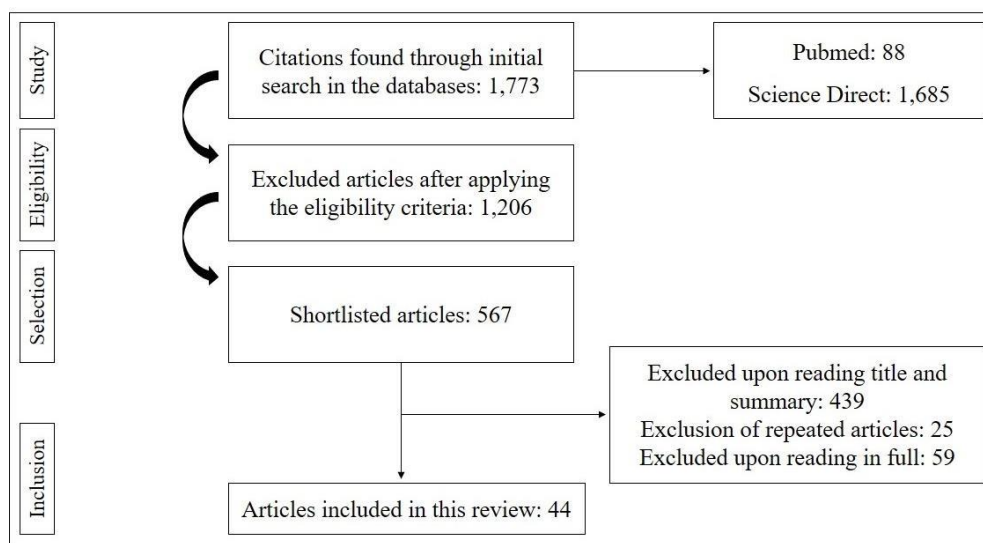 Study
Citations found through initial
search in the databases: 1,773
Pubmed: 88
Science Direct: 1,685
Eligibility
Excluded articles after applying
the eligibility criteria: 1,206
Selection
Shortlisted articles: 567
Excluded upon reading title and
summary: 439
Exclusion of repeated articles: 25
Excluded upon reading in full: 59
Inclusion
Articles included in this review: 44